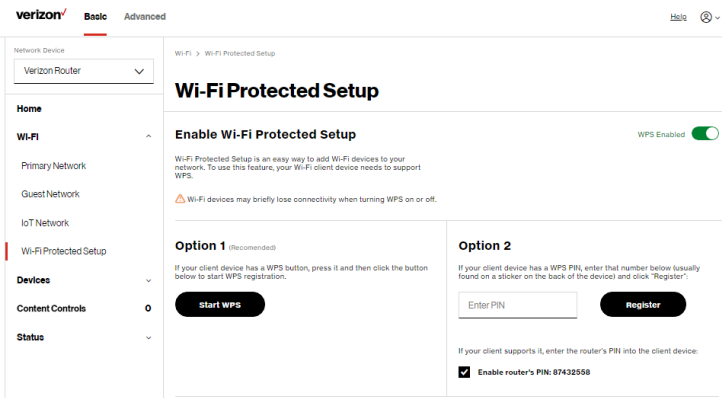 verizon
Basic
Advanced
Help
Network Device
Verizon Router
Home
Wi-Fi
Primary Network
Guest Network
IoT Network
Wi-Fi Protected Setup
Devices
Content Controls
0
Status
Wi-Fi > Wi-Fi Protected Setup
Wi-Fi Protected Setup
Enable Wi-Fi Protected Setup
WPS Enabled
Wi-Fi Protected Setup is an easy way to add Wi-Fi devices to your
network. To use this feature, your Wi-Fi client device needs to support
WPS.
Wi-Fi devices may briefly lose connectivity when turning WPS on or off.
Option 1 (Recomended)
If your client device has a WPS button, press it and then click the button
below to start WPS registration.
Start WPS
Option 2
If your client device has a WPS PIN, enter that number below (usually
found on a sticker on the back of the device) and click "Register":
Enter PIN
Register
If your client supports it, enter the router's PIN into the client device:
Enable router's PIN: 87432558